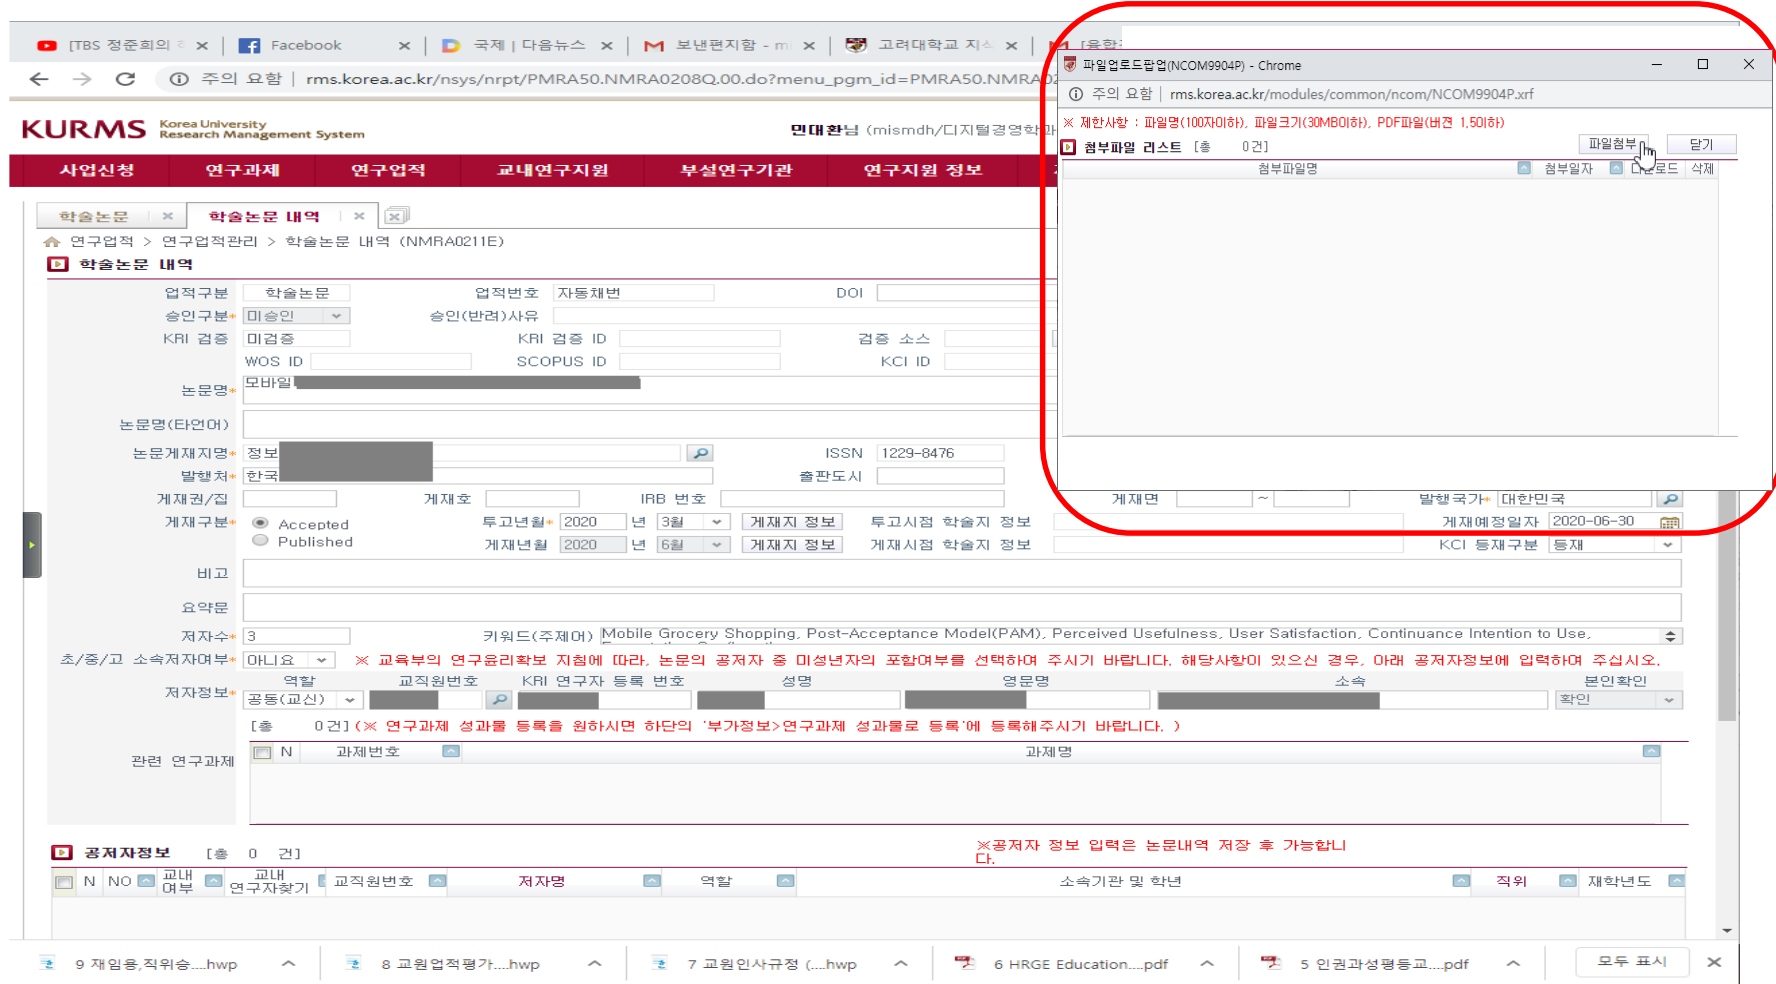 [TBS 정준희의
Facebook
국제 | 다음뉴스
보낸편지함 - m
고려대학교 지식
[융합
주의 요함 | rms.korea.ac.kr/nsys/nrpt/PMRA50.NMRA0208Q.00.do?menu_pgm_id=PMRA50.NMRA02
파일업로드팝업(NCOM9904P) - Chrome
주의 요함 | rms.korea.ac.kr/modules/common/ncom/NCOM9904P.xrf
※ 제한사항 : 파일명(100자이하), 파일크기(30MB이하), PDF파일(버젼 1.5이하)
첨부파일 리스트 [총 0건] 파일첨부 닫기
첨부파일명 첨부일자 다운로드 삭제
KURMS Korea University
Research Management System
민대환님 (mismdh/디지털경영학과
사업신청 연구과제 연구업적 교내연구지원 부설연구기관 연구지원 정보
학술논문 학술논문 내역
연구업적 > 연구업적관리 > 학술논문 내역 (NMRA0211E)
학술논문 내역
업적구분 학술논문 업적번호 자동채번 DOI
승인구분* 미승인 승인(반려)사유
KRI 검증 미검증 KRI 검증 ID 검증 소스
WOS ID SCOPUS ID KCI ID
논문명* 모바일
논문명(타언어)
논문게재지명* 정보 ISSN 1229-8476
발행처* 한국 출판도시
게재권/집 게재호 IRB 번호 게재면 ~ 발행국가* 대한민국
게재구분* Accepted 투고년월* 2020 년 3월 게재지 정보 투고시점 학술지 정보 게재예정일자 2020-06-30
Published 게재년월 2020 년 6월 게재지 정보 게재시점 학술지 정보 KCI 등재구분 등재
비고
요약문
저자수* 3 키워드(주제어) Mobile Grocery Shopping, Post-Acceptance Model(PAM), Perceived Usefulness, User Satisfaction, Continuance Intention to Use,
초/중/고 소속저자여부* 아니요 ※ 교육부의 연구윤리확보 지침에 따라, 논문의 공저자 중 미성년자의 포함여부를 선택하여 주시기 바랍니다. 해당사항이 있으신 경우, 아래 공저자정보에 입력하여 주십시오.
역할 교직원번호 KRI 연구자 등록 번호 성명 영문명 소속 본인확인
저자정보* 공동(교신) 확인
[총 0건] (※ 연구과제 성과물 등록을 원하시면 하단의 '부가정보>연구과제 성과물로 등록'에 등록해주시기 바랍니다. )
관련 연구과제 N 과제번호 과제명
공저자정보 [총 0 건] ※공저자 정보 입력은 논문내역 저장 후 가능합니
다.
N NO 교내여부 교내연구자찾기 교직원번호 저자명 역할 소속기관 및 학년 직위 재학년도
9 재임용,직위승....hwp 8 교원업적평가....hwp 7 교원인사규정 (....hwp 6 HRGE Education....pdf 5 인권과성평등교....pdf 모두 표시